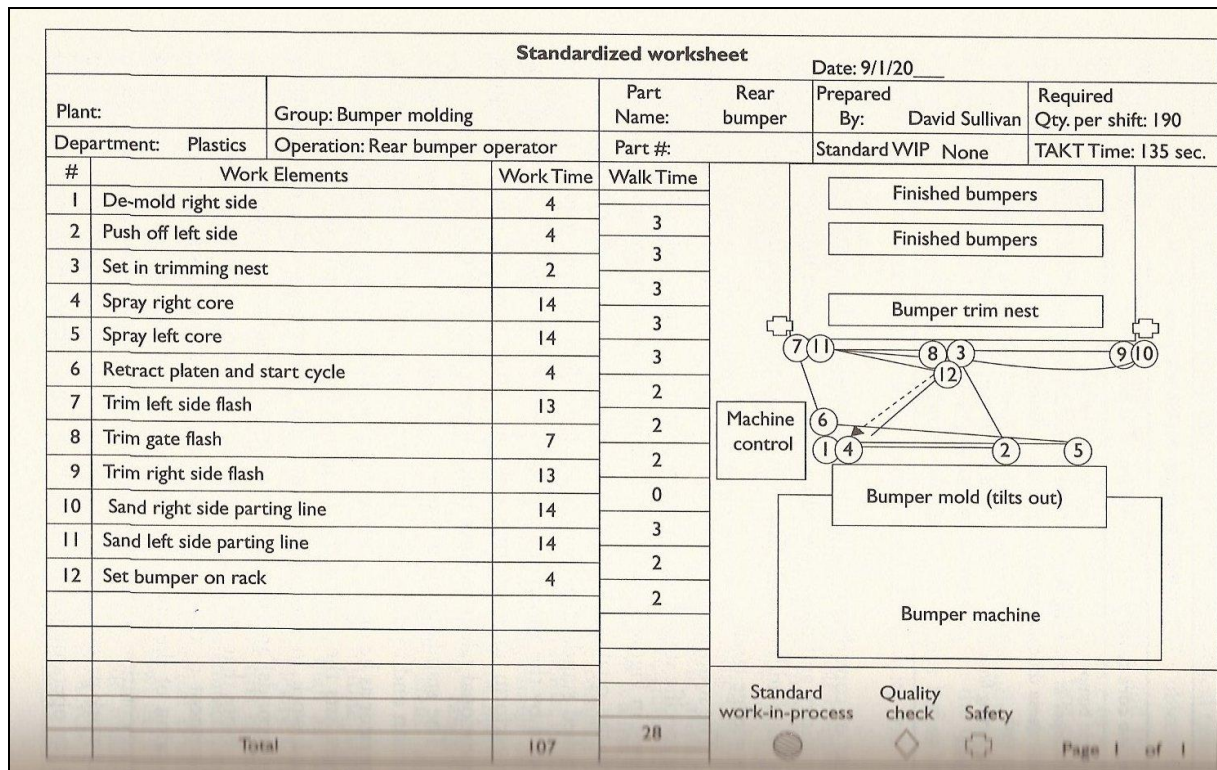 Standardized worksheet
Date: 9/1/20___
Plant:
Group: Bumper molding
Part Name:
Rear bumper
Prepared By: David Sullivan
Required Qty. per shift: 190
Department: Plastics
Operation: Rear bumper operator
Part #:
Standard WIP None
TAKT Time: 135 sec.
# Work Elements Work Time Walk Time
1 De-mold right side 4
3
2 Push off left side 4
3
3 Set in trimming nest 2
3
4 Spray right core 14
3
5 Spray left core 14
3
6 Retract platen and start cycle 4
2
7 Trim left side flash 13
2
8 Trim gate flash 7
2
9 Trim right side flash 13
0
10 Sand right side parting line 14
3
11 Sand left side parting line 14
2
12 Set bumper on rack 4
2
Total 107 28
Finished bumpers
Finished bumpers
Bumper trim nest
7 11 8 3 9 10
12
Machine control
6
1 4 2 5
Bumper mold (tilts out)
Bumper machine
Standard work-in-process
Quality check
Safety
Page 1 of 1